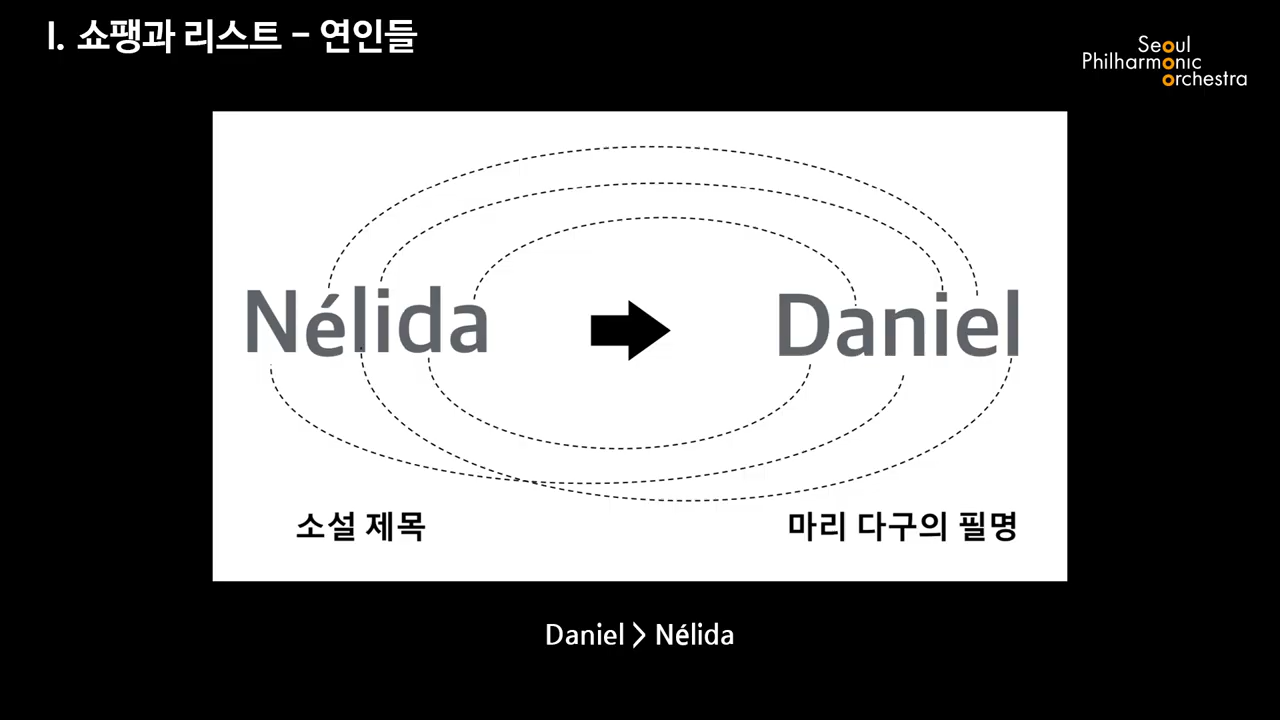 I. 쇼팽과 리스트 – 연인들
Seoul
Philharmonic
orchestra
Nélida
Daniel
소설 제목
마리 다구의 필명
Daniel > Nélida